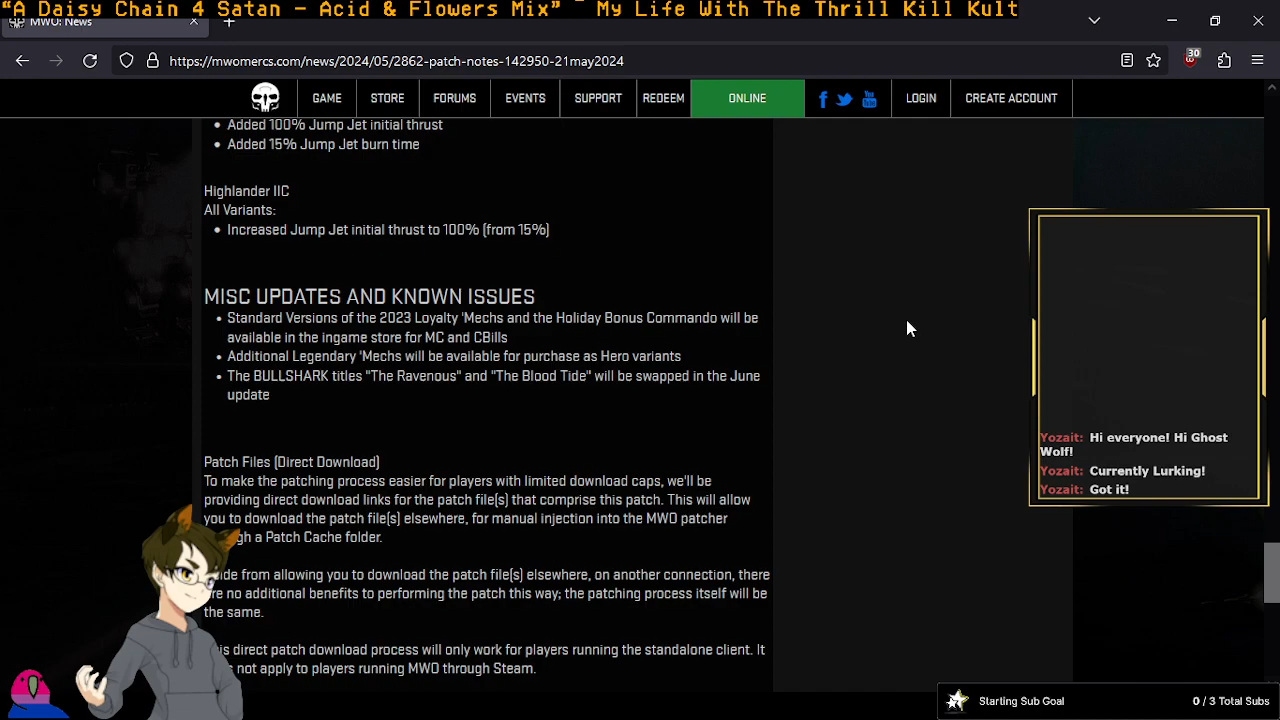 “A Daisy Chain 4 Satan – Acid & Flowers Mix” ~ My Life With The Thrill Kill Kult
MWO: News
https://mwomercs.com/news/2024/05/2862-patch-notes-142950-21may2024
30
GAME STORE FORUMS EVENTS SUPPORT REDEEM ONLINE You Tube LOGIN CREATE ACCOUNT
Added 100% Jump Jet initial thrust
Added 15% Jump Jet burn time
Highlander IIC
All Variants:
Increased Jump Jet initial thrust to 100% (from 15%)
MISC UPDATES AND KNOWN ISSUES
Standard Versions of the 2023 Loyalty 'Mechs and the Holiday Bonus Commando will be
available in the ingame store for MC and CBills
Additional Legendary 'Mechs will be available for purchase as Hero variants
The BULLSHARK titles "The Ravenous" and "The Blood Tide" will be swapped in the June
update
Patch Files (Direct Download)
To make the patching process easier for players with limited download caps, we'll be
providing direct download links for the patch file(s) that comprise this patch. This will allow
you to download the patch file(s) elsewhere, for manual injection into the MWO patcher
a Patch Cache folder.
from allowing you to download the patch file(s) elsewhere, on another connection, there
are no additional benefits to performing the patch this way; the patching process itself will be
the same.
direct patch download process will only work for players running the standalone client. It
not apply to players running MWO through Steam.
Yozait: Hi everyone! Hi Ghost
Wolf!
Yozait: Currently Lurking!
Yozait: Got it!
Starting Sub Goal 0 / 3 Total Subs